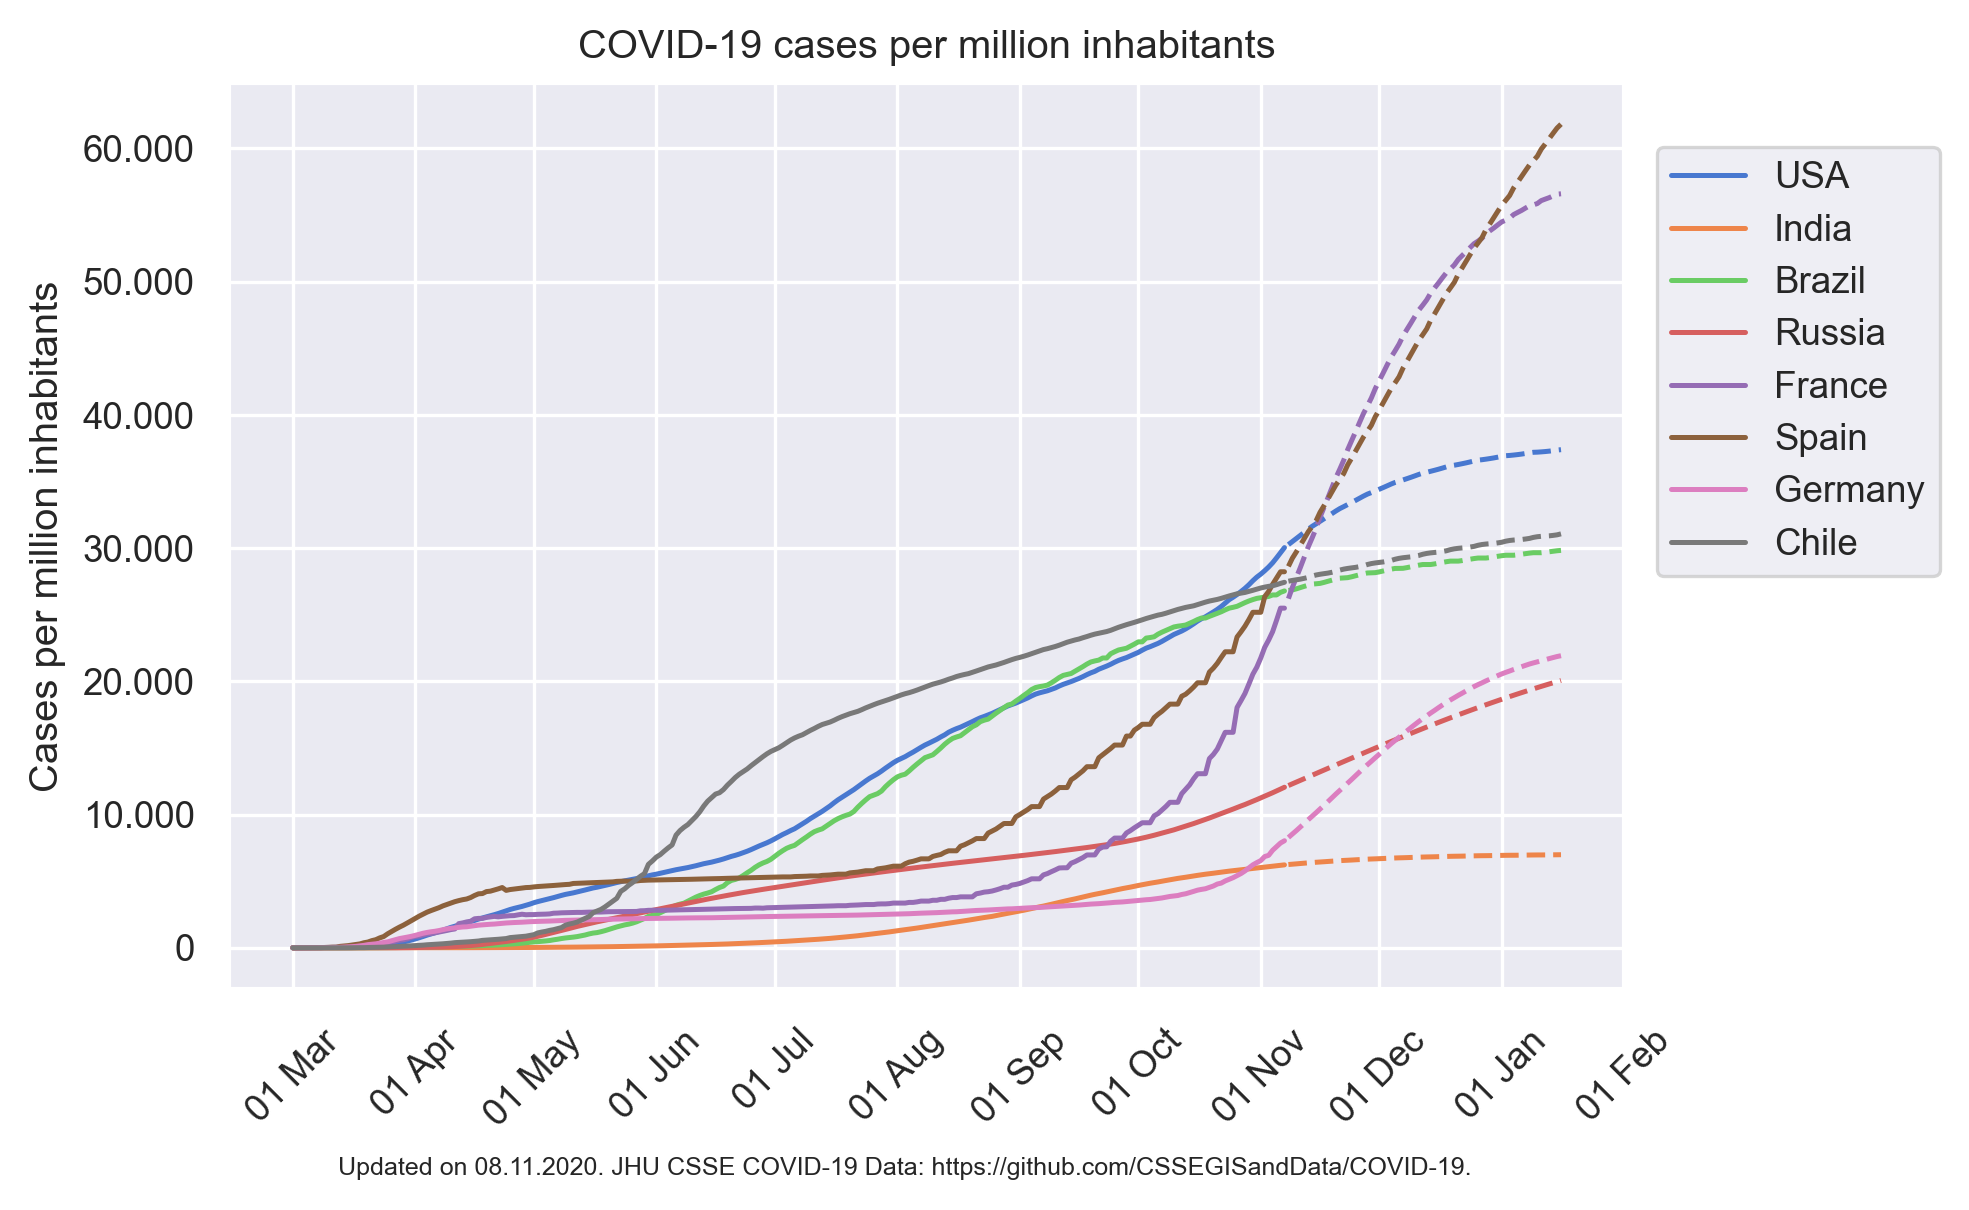 COVID-19 cases per million inhabitants
Cases per million inhabitants
60.000
50.000
40.000
30.000
20.000
10.000
0
01 Mar
01 Apr
01 May
01 Jun
01 Jul
01 Aug
01 Sep
01 Oct
01 Nov
01 Dec
01 Jan
01 Feb
USA
India
Brazil
Russia
France
Spain
Germany
Chile
Updated on 08.11.2020. JHU CSSE COVID-19 Data: https://github.com/CSSEGISandData/COVID-19.